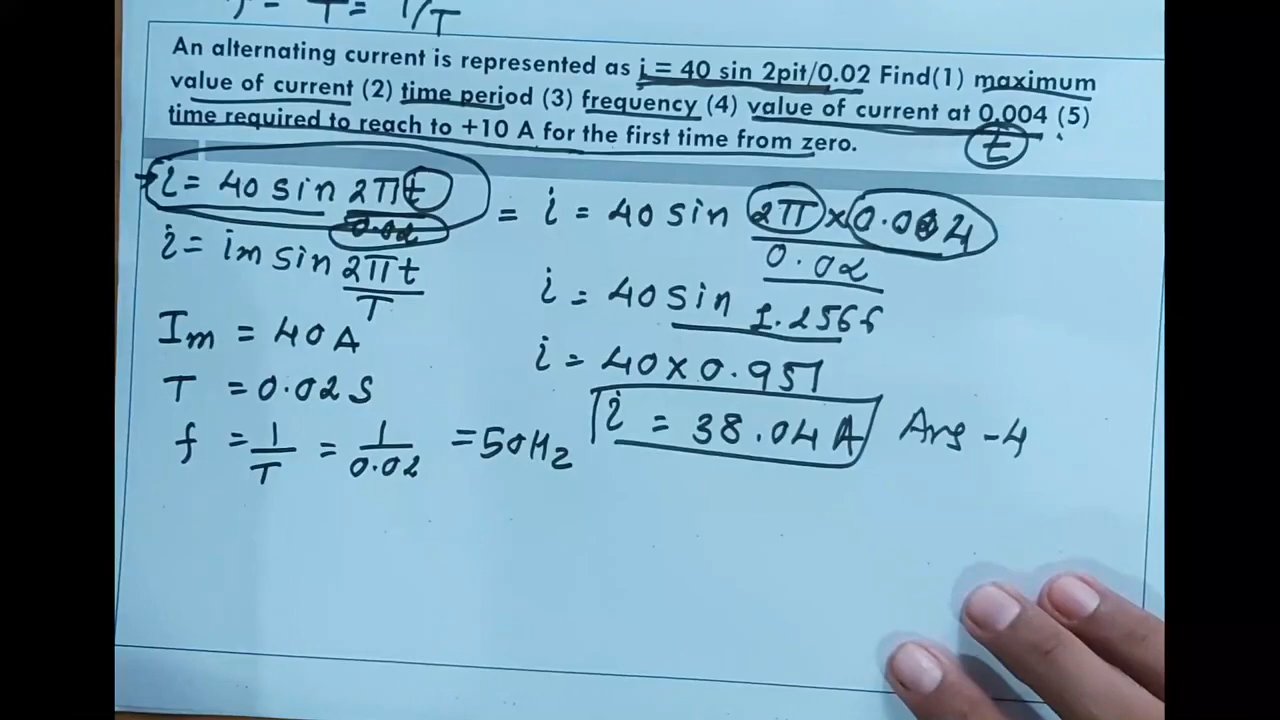 T = 1/T
An alternating current is represented as i = 40 sin 2pit/0.02 Find(1) maximum
value of current (2) time period (3) frequency (4) value of current at 0.004 (5)
time required to reach to +10 A for the first time from zero.
t
i = 40 sin 2πt
0.02
i = im sin 2πt
T
Im = 40A
T = 0.02 S
f = 1/T = 1/0.02 = 50Hz
= i = 40 sin 2π × 0.004
0.02
i = 40 sin 1.2566
i = 40 × 0.951
i = 38.04 A Ans - 4